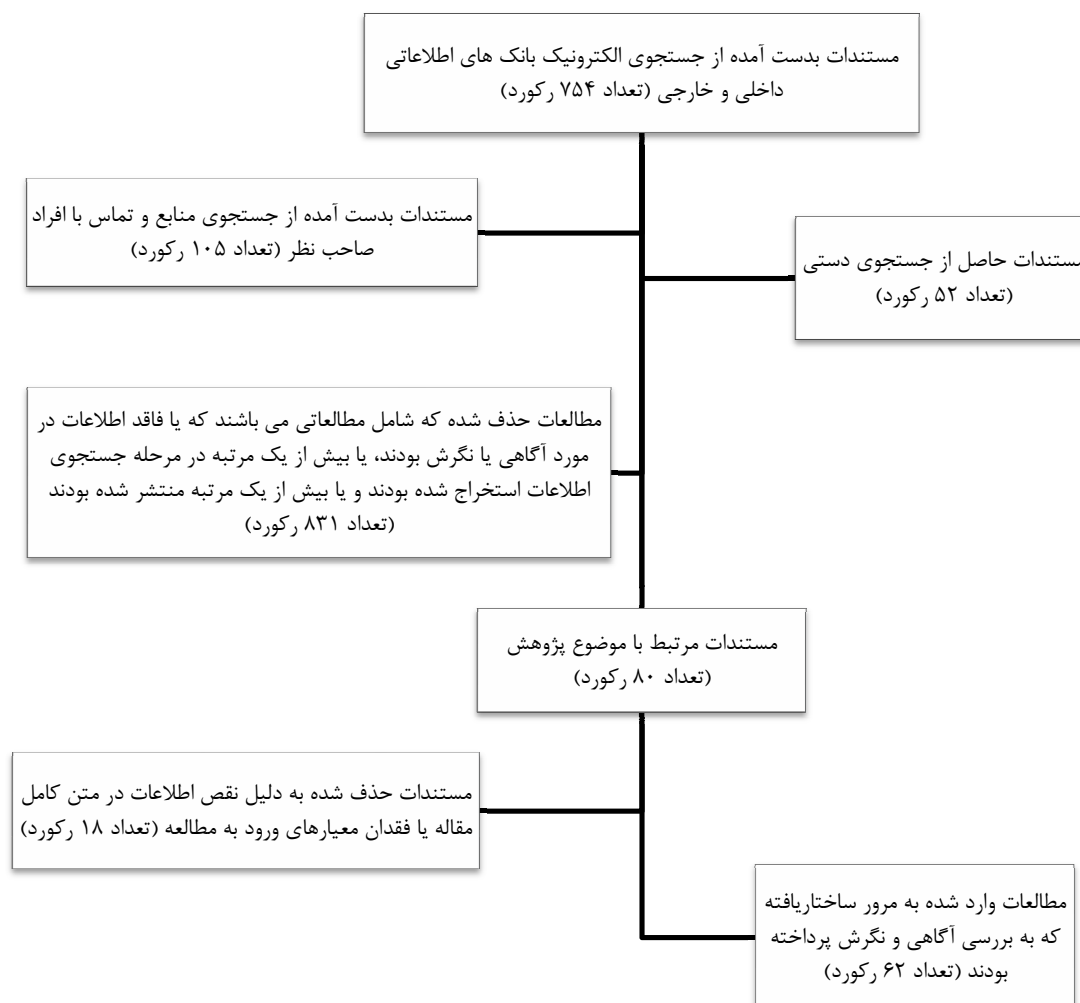 مستندات بدست آمده از جستجوی الکترونیک بانک های اطلاعاتی
داخلی و خارجی (تعداد ۷۵۴ رکورد)
مستندات بدست آمده از جستجوی منابع و تماس با افراد
صاحب نظر (تعداد ۱۰۵ رکورد)
مستندات حاصل از جستجوی دستی
(تعداد ۵۲ رکورد)
مطالعات حذف شده که شامل مطالعاتی می باشند که یا فاقد اطلاعات در
مورد آگاهی یا نگرش بودند، یا بیش از یک مرتبه در مرحله جستجوی
اطلاعات استخراج شده بودند و یا بیش از یک مرتبه منتشر شده بودند
(تعداد ۸۳۱ رکورد)
مستندات مرتبط با موضوع پژوهش
(تعداد ۸۰ رکورد)
مستندات حذف شده به دلیل نقص اطلاعات در متن کامل
مقاله یا فقدان معیارهای ورود به مطالعه (تعداد ۱۸ رکورد)
مطالعات وارد شده به مرور ساختاریافته
که به بررسی آگاهی و نگرش پرداخته
بودند (تعداد ۶۲ رکورد)